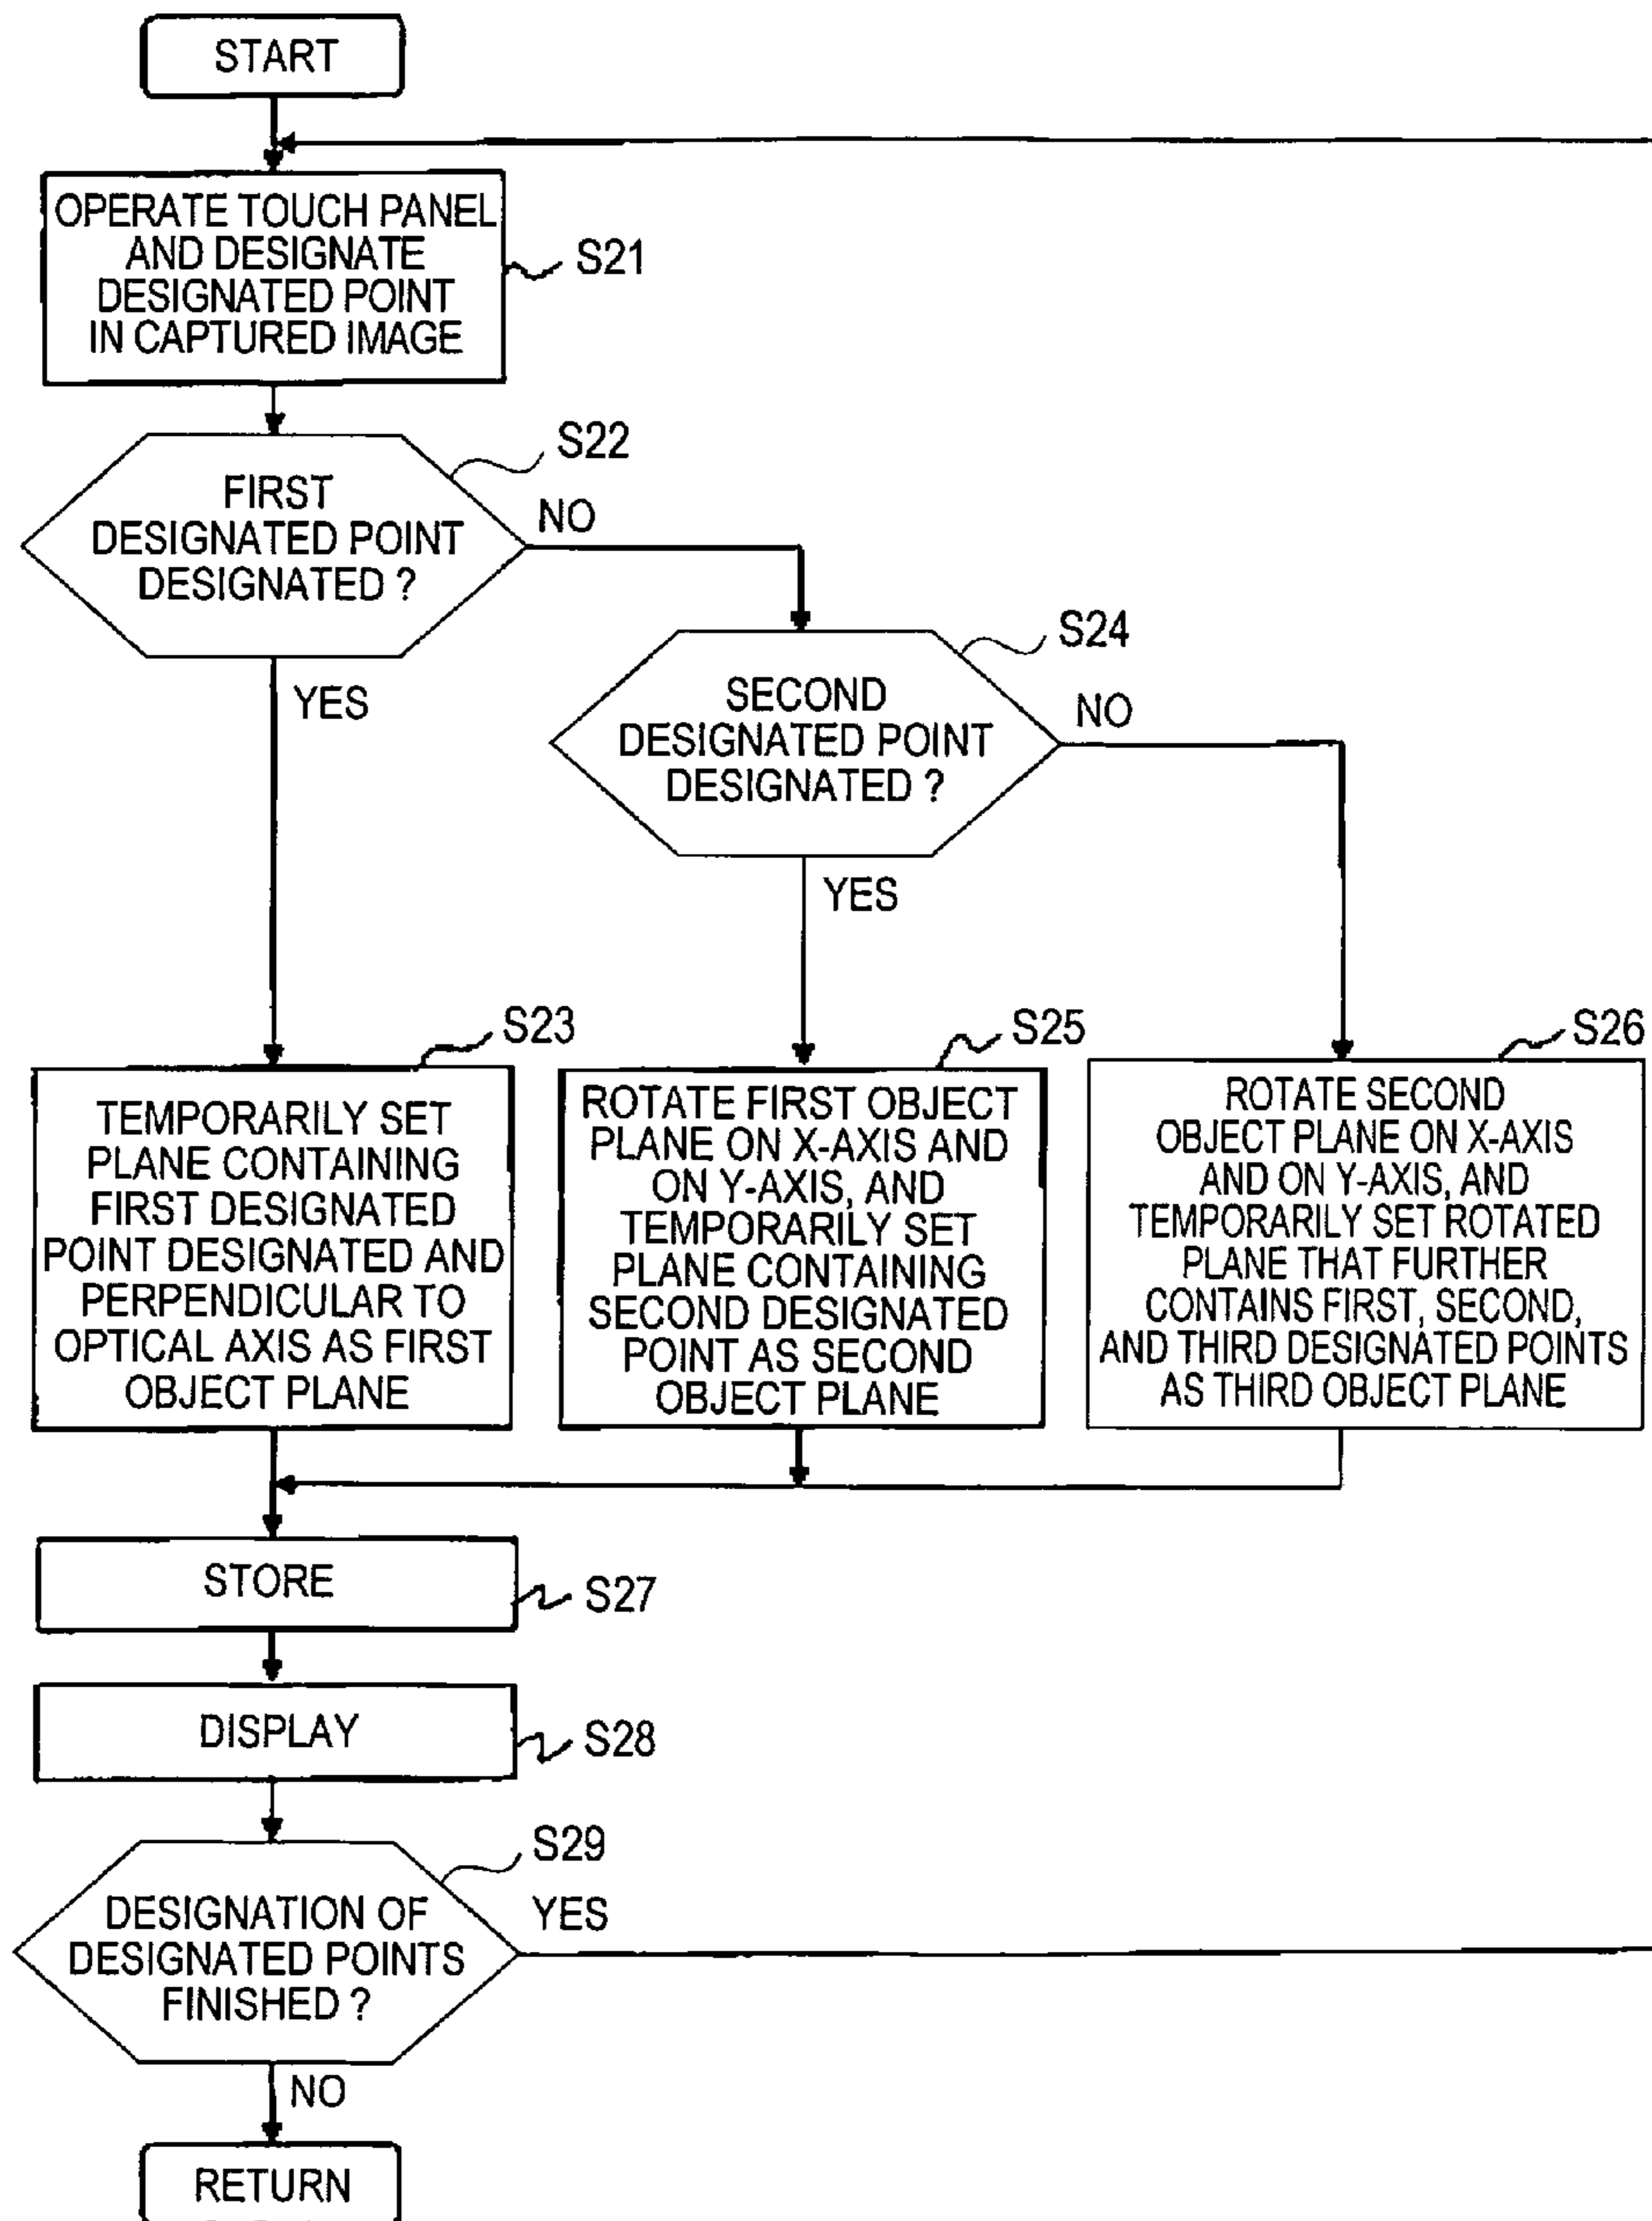 START
OPERATE TOUCH PANEL
AND DESIGNATE
DESIGNATED POINT
IN CAPTURED IMAGE
S21
S22
FIRST
DESIGNATED POINT
DESIGNATED ?
NO
YES
S24
SECOND
DESIGNATED POINT
DESIGNATED ?
NO
YES
S23
TEMPORARILY SET
PLANE CONTAINING
FIRST DESIGNATED
POINT DESIGNATED AND
PERPENDICULAR TO
OPTICAL AXIS AS FIRST
OBJECT PLANE
S25
ROTATE FIRST OBJECT
PLANE ON X-AXIS AND
ON Y-AXIS, AND
TEMPORARILY SET
PLANE CONTAINING
SECOND DESIGNATED
POINT AS SECOND
OBJECT PLANE
S26
ROTATE SECOND
OBJECT PLANE ON X-AXIS
AND ON Y-AXIS, AND
TEMPORARILY SET ROTATED
PLANE THAT FURTHER
CONTAINS FIRST, SECOND,
AND THIRD DESIGNATED POINTS
AS THIRD OBJECT PLANE
STORE
S27
DISPLAY
S28
S29
DESIGNATION OF
DESIGNATED POINTS
FINISHED ?
YES
NO
RETURN